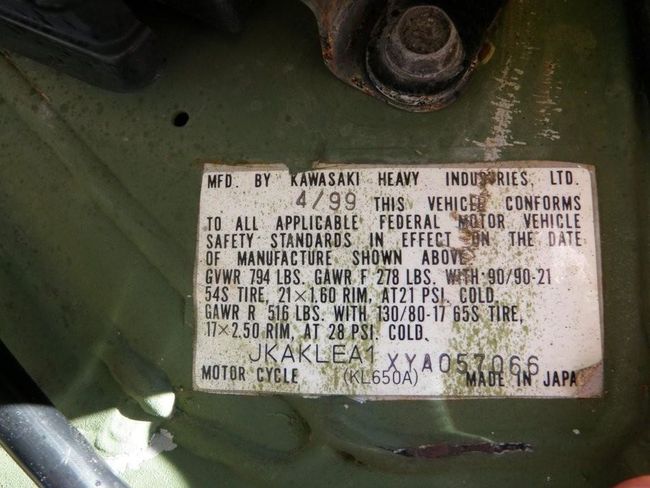 MFD. BY KAWASAKI HEAVY INDUSTRIES, LTD.
4/99 THIS VEHICLE CONFORMS
TO ALL APPLICABLE FEDERAL MOTOR VEHICLE
SAFETY STANDARDS IN EFFECT ON THE DATE
OF MANUFACTURE SHOWN ABOVE
GVWR 794 LBS. GAWR F 278 LBS. WITH 90/90-21
54S TIRE, 21×1.60 RIM, AT 21 PSI. COLD.
GAWR R 516 LBS. WITH 130/80-17 65S TIRE,
17×2.50 RIM, AT 28 PSI. COLD.
JKAKLEA1XYA057066
MOTOR CYCLE (KL650A) MADE IN JAPA